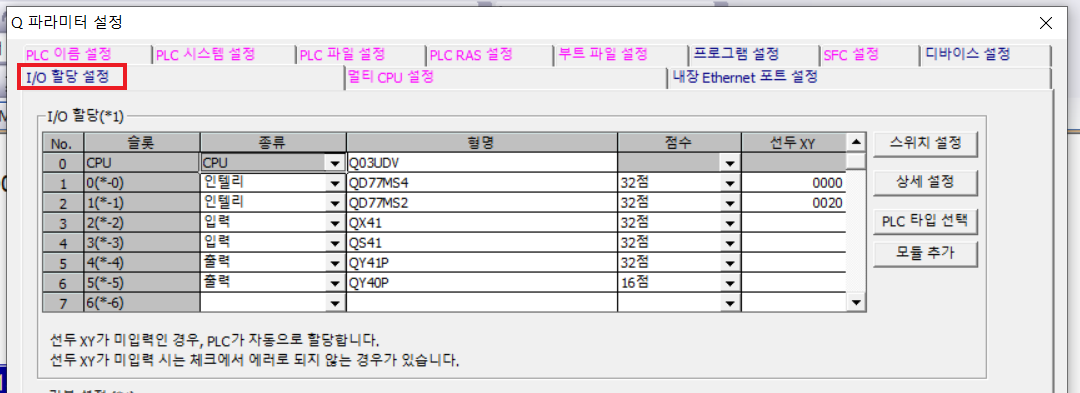 Q 파라미터 설정
PLC 이름 설정 PLC 시스템 설정 PLC 파일 설정 PLC RAS 설정 부트 파일 설정 프로그램 설정 SFC 설정 디바이스 설정
I/O 할당 설정 멀티 CPU 설정 내장 Ethernet 포트 설정
I/O 할당(*1)
No. 슬롯 종류 형명 점수 선두 XY
0 CPU CPU Q03UDV
1 0(*-0) 인텔리 QD77MS4 32점 0000
2 1(*-1) 인텔리 QD77MS2 32점 0020
3 2(*-2) 입력 QX41 32점
4 3(*-3) 입력 QS41 32점
5 4(*-4) 출력 QY41P 32점
6 5(*-5) 출력 QY40P 16점
7 6(*-6)
스위치 설정
상세 설정
PLC 타입 선택
모듈 추가
선두 XY가 미입력인 경우, PLC가 자동으로 할당합니다.
선두 XY가 미입력 시는 체크에서 에러로 되지 않는 경우가 있습니다.